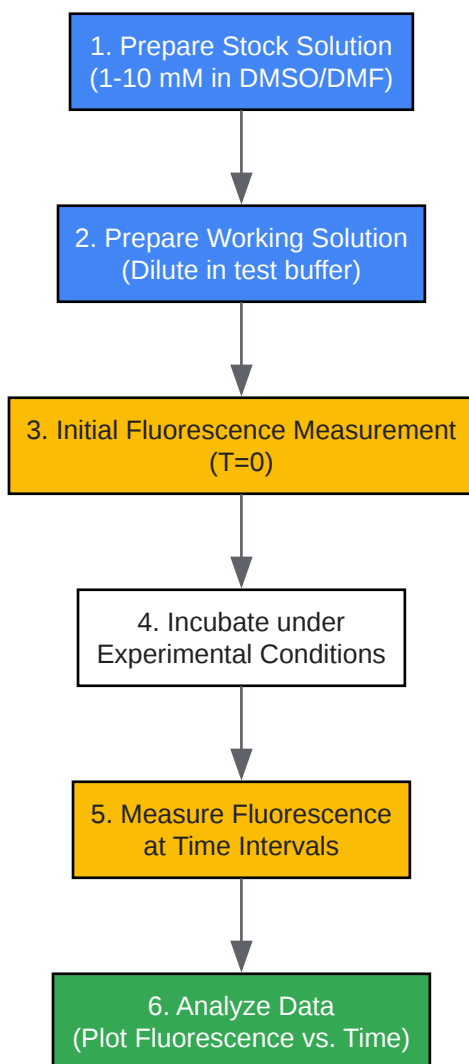 1. Prepare Stock Solution
(1-10 mM in DMSO/DMF)
2. Prepare Working Solution
(Dilute in test buffer)
3. Initial Fluorescence Measurement
(T=0)
4. Incubate under
Experimental Conditions
5. Measure Fluorescence
at Time Intervals
6. Analyze Data
(Plot Fluorescence vs. Time)